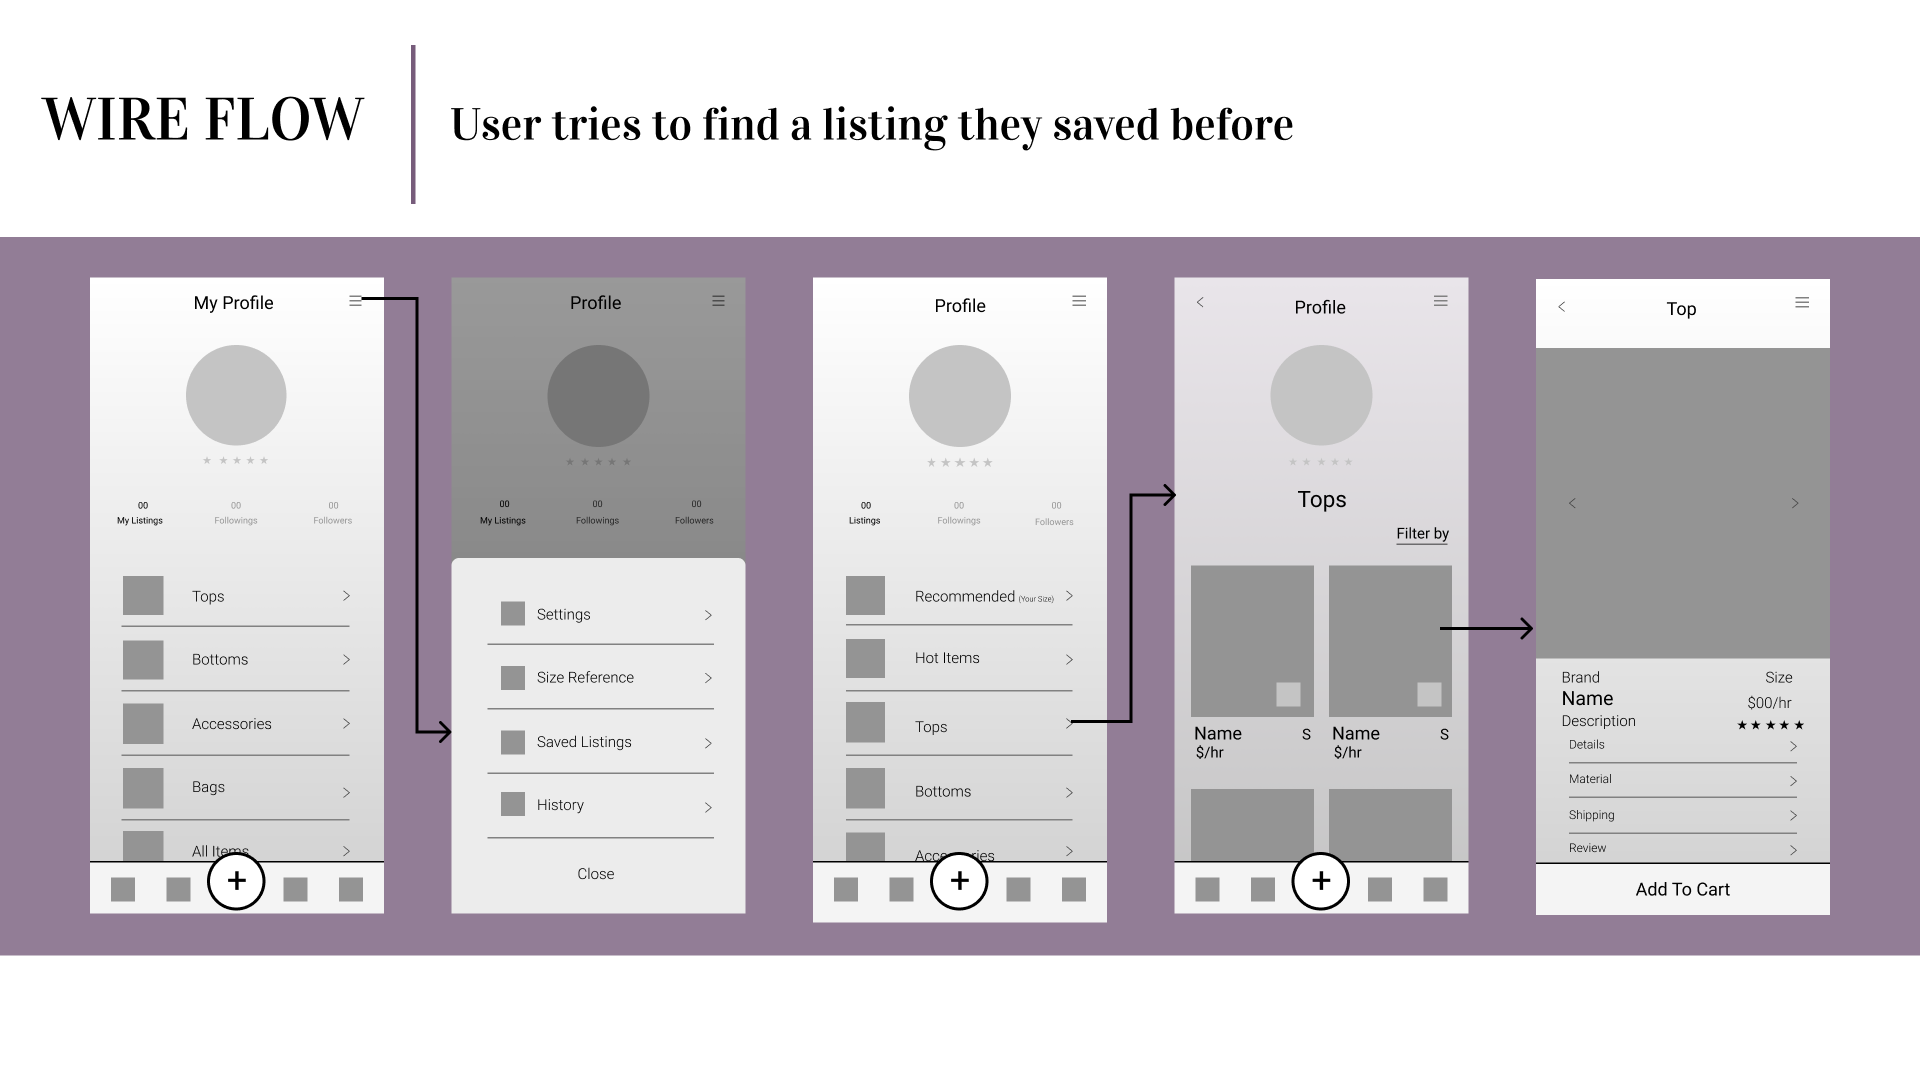 WIRE FLOW
User tries to find a listing they saved before
My Profile
00 00 00
My Listings Followings Followers
Tops
Bottoms
Accessories
Bags
All Items
+
Profile
00 00 00
My Listings Followings Followers
Settings
Size Reference
Saved Listings
History
Close
Profile
00 00 00
Listings Followings Followers
Recommended (Your Size)
Hot Items
Tops
Bottoms
Accessories
+
Profile
Tops
Filter by
Name S Name S
$/hr $/hr
+
Top
Brand Size
Name $00/hr
Description
Details
Material
Shipping
Review
Add To Cart